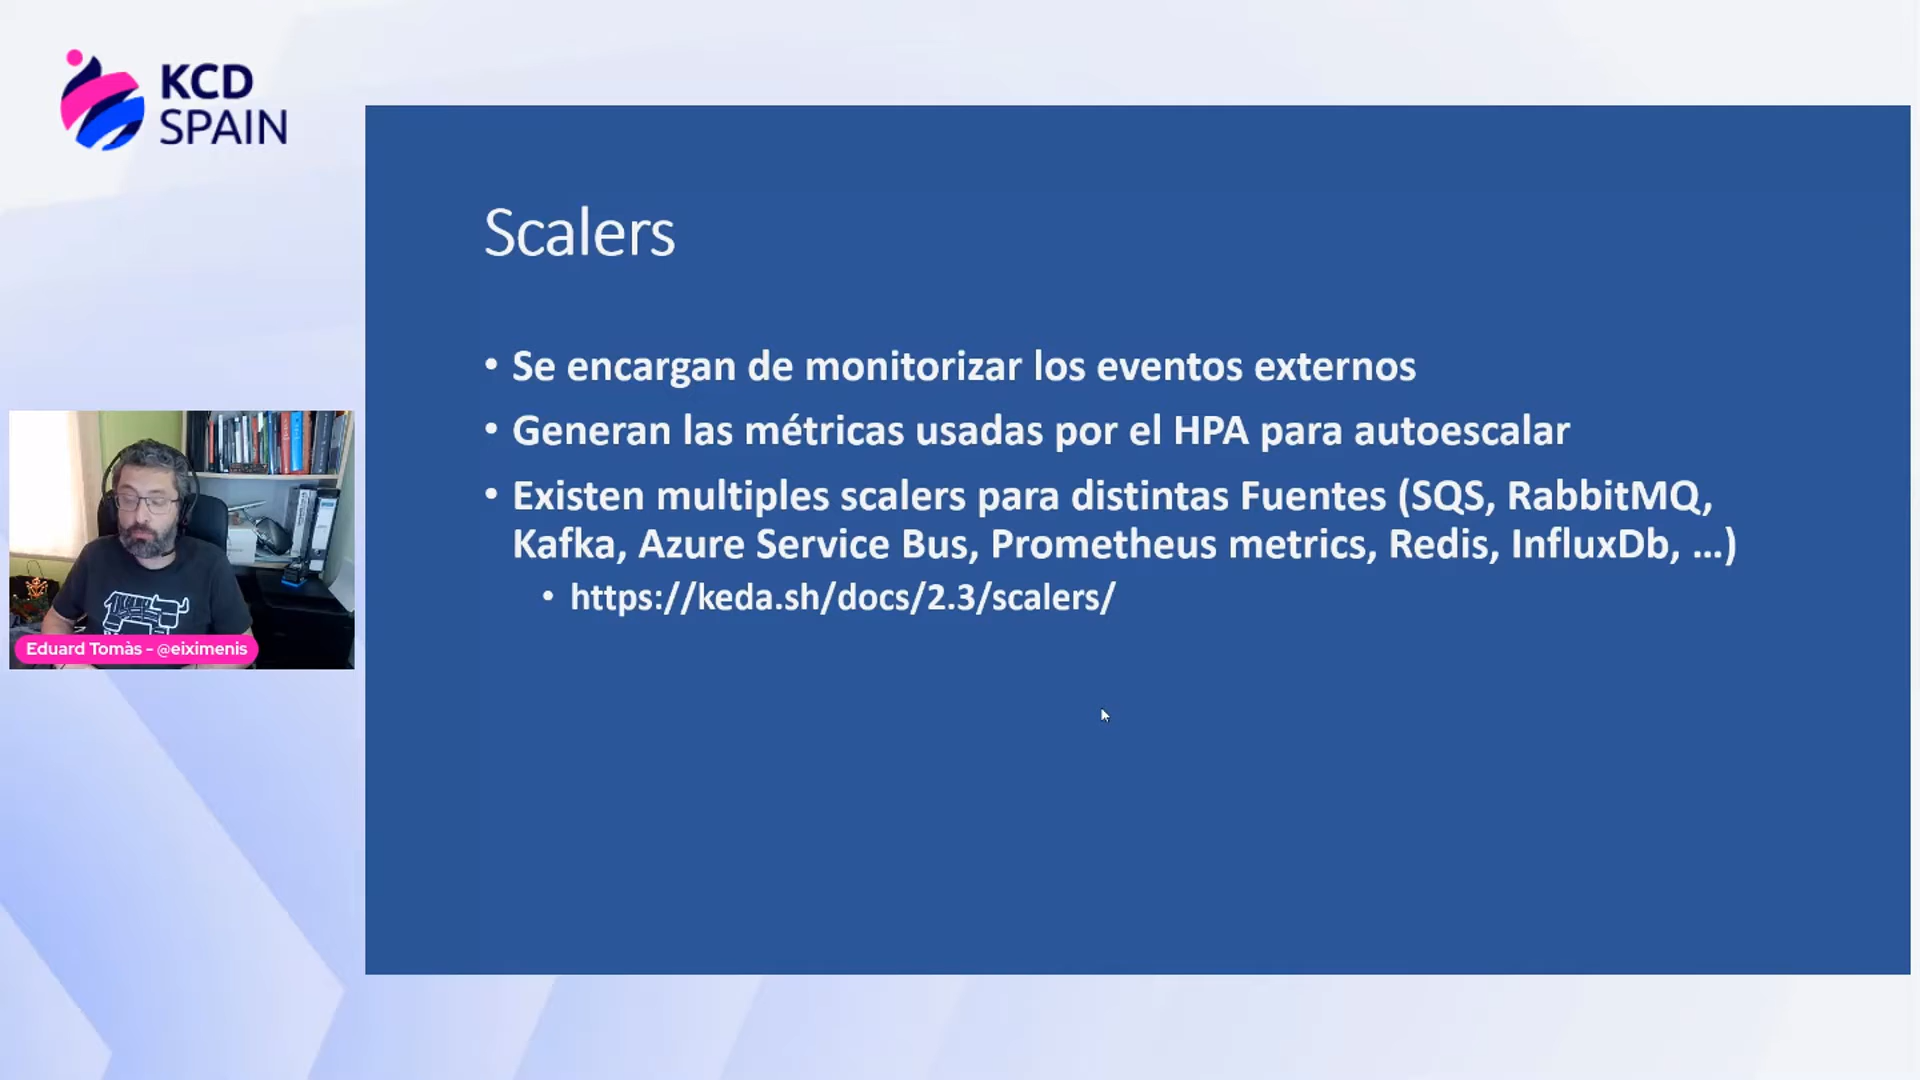 KCD
SPAIN
Scalers
• Se encargan de monitorizar los eventos externos
• Generan las métricas usadas por el HPA para autoescalar
• Existen multiples scalers para distintas Fuentes (SQS, RabbitMQ,
Kafka, Azure Service Bus, Prometheus metrics, Redis, InfluxDb, ...)
• https://keda.sh/docs/2.3/scalers/
Eduard Tomàs - @eiximenis